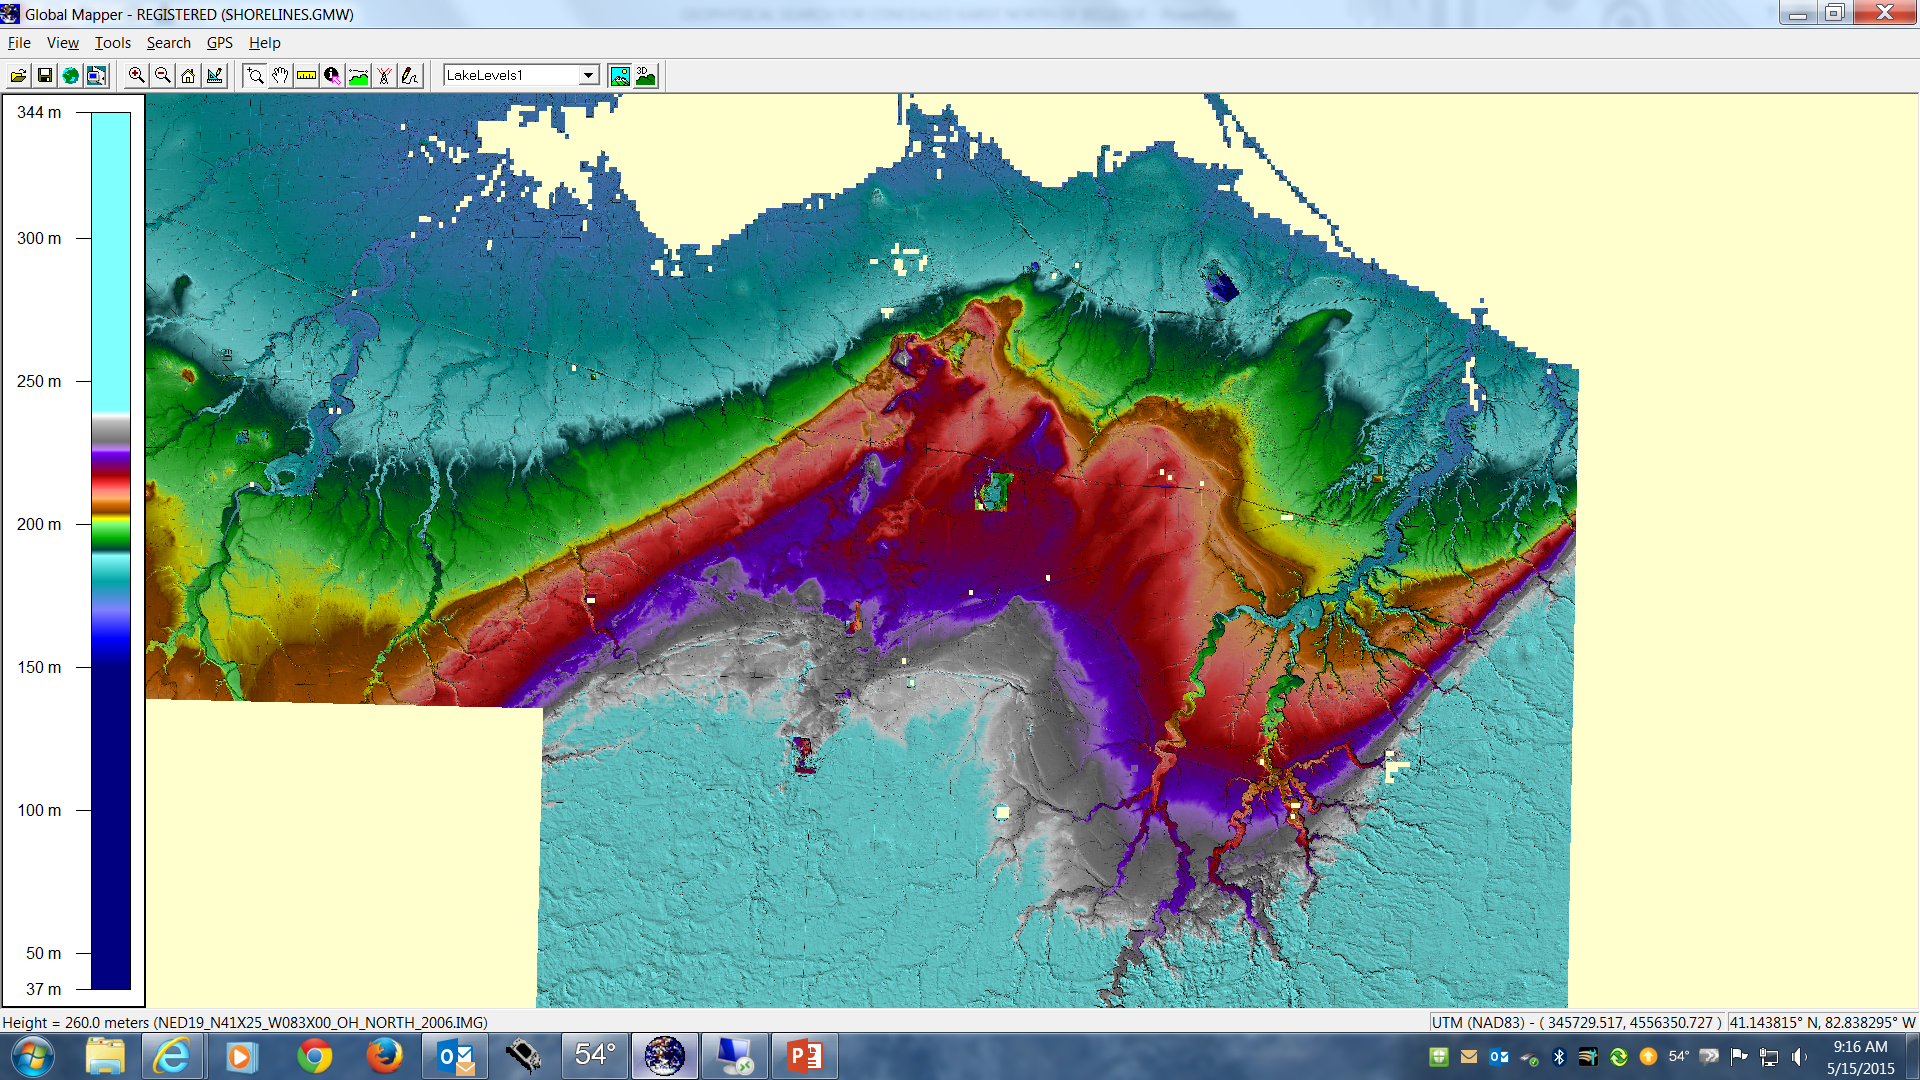 Global Mapper - REGISTERED (SHORELINES.GMW)
File View Tools Search GPS Help
LakeLevels1
3D
344 m
300 m
250 m
200 m
150 m
100 m
50 m
37 m
Height = 260.0 meters (NED19_N41X25_W083X00_OH_NORTH_2006.IMG)
UTM (NAD83) - ( 345729.517, 4556350.727 ) 41.143815° N, 82.838295° W
54°
54°
9:16 AM
5/15/2015